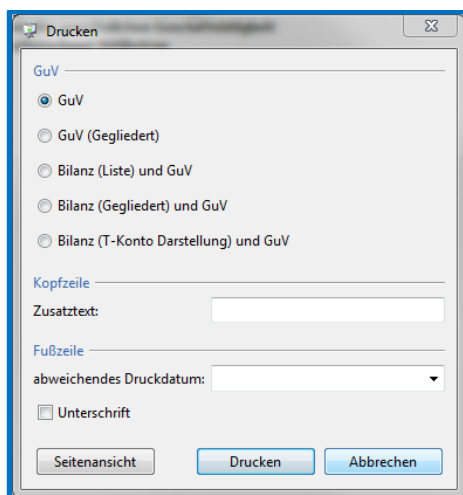 Drucken
GuV
GuV
GuV (Gegliedert)
Bilanz (Liste) und GuV
Bilanz (Gegliedert) und GuV
Bilanz (T-Konto Darstellung) und GuV
Kopfzeile
Zusatztext:
Fußzeile
abweichendes Druckdatum:
Unterschrift
Seitenansicht Drucken Abbrechen